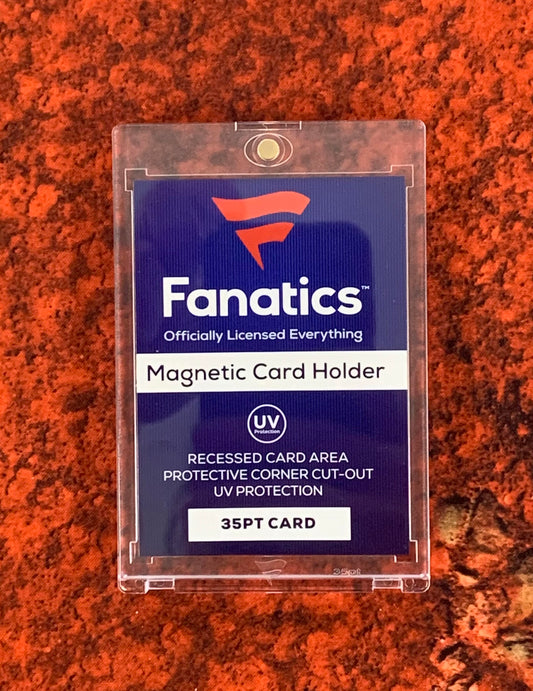 Fanatics™
Officially Licensed Everything
Magnetic Card Holder
UV
Protection
RECESSED CARD AREA
PROTECTIVE CORNER CUT-OUT
UV PROTECTION
35PT CARD
35pt